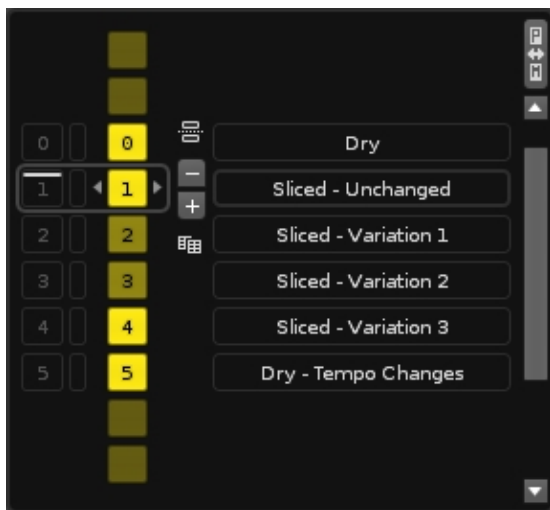 P
M
0 0 Dry
1 1 Sliced - Unchanged
2 2 Sliced - Variation 1
3 3 Sliced - Variation 2
4 4 Sliced - Variation 3
5 5 Dry - Tempo Changes